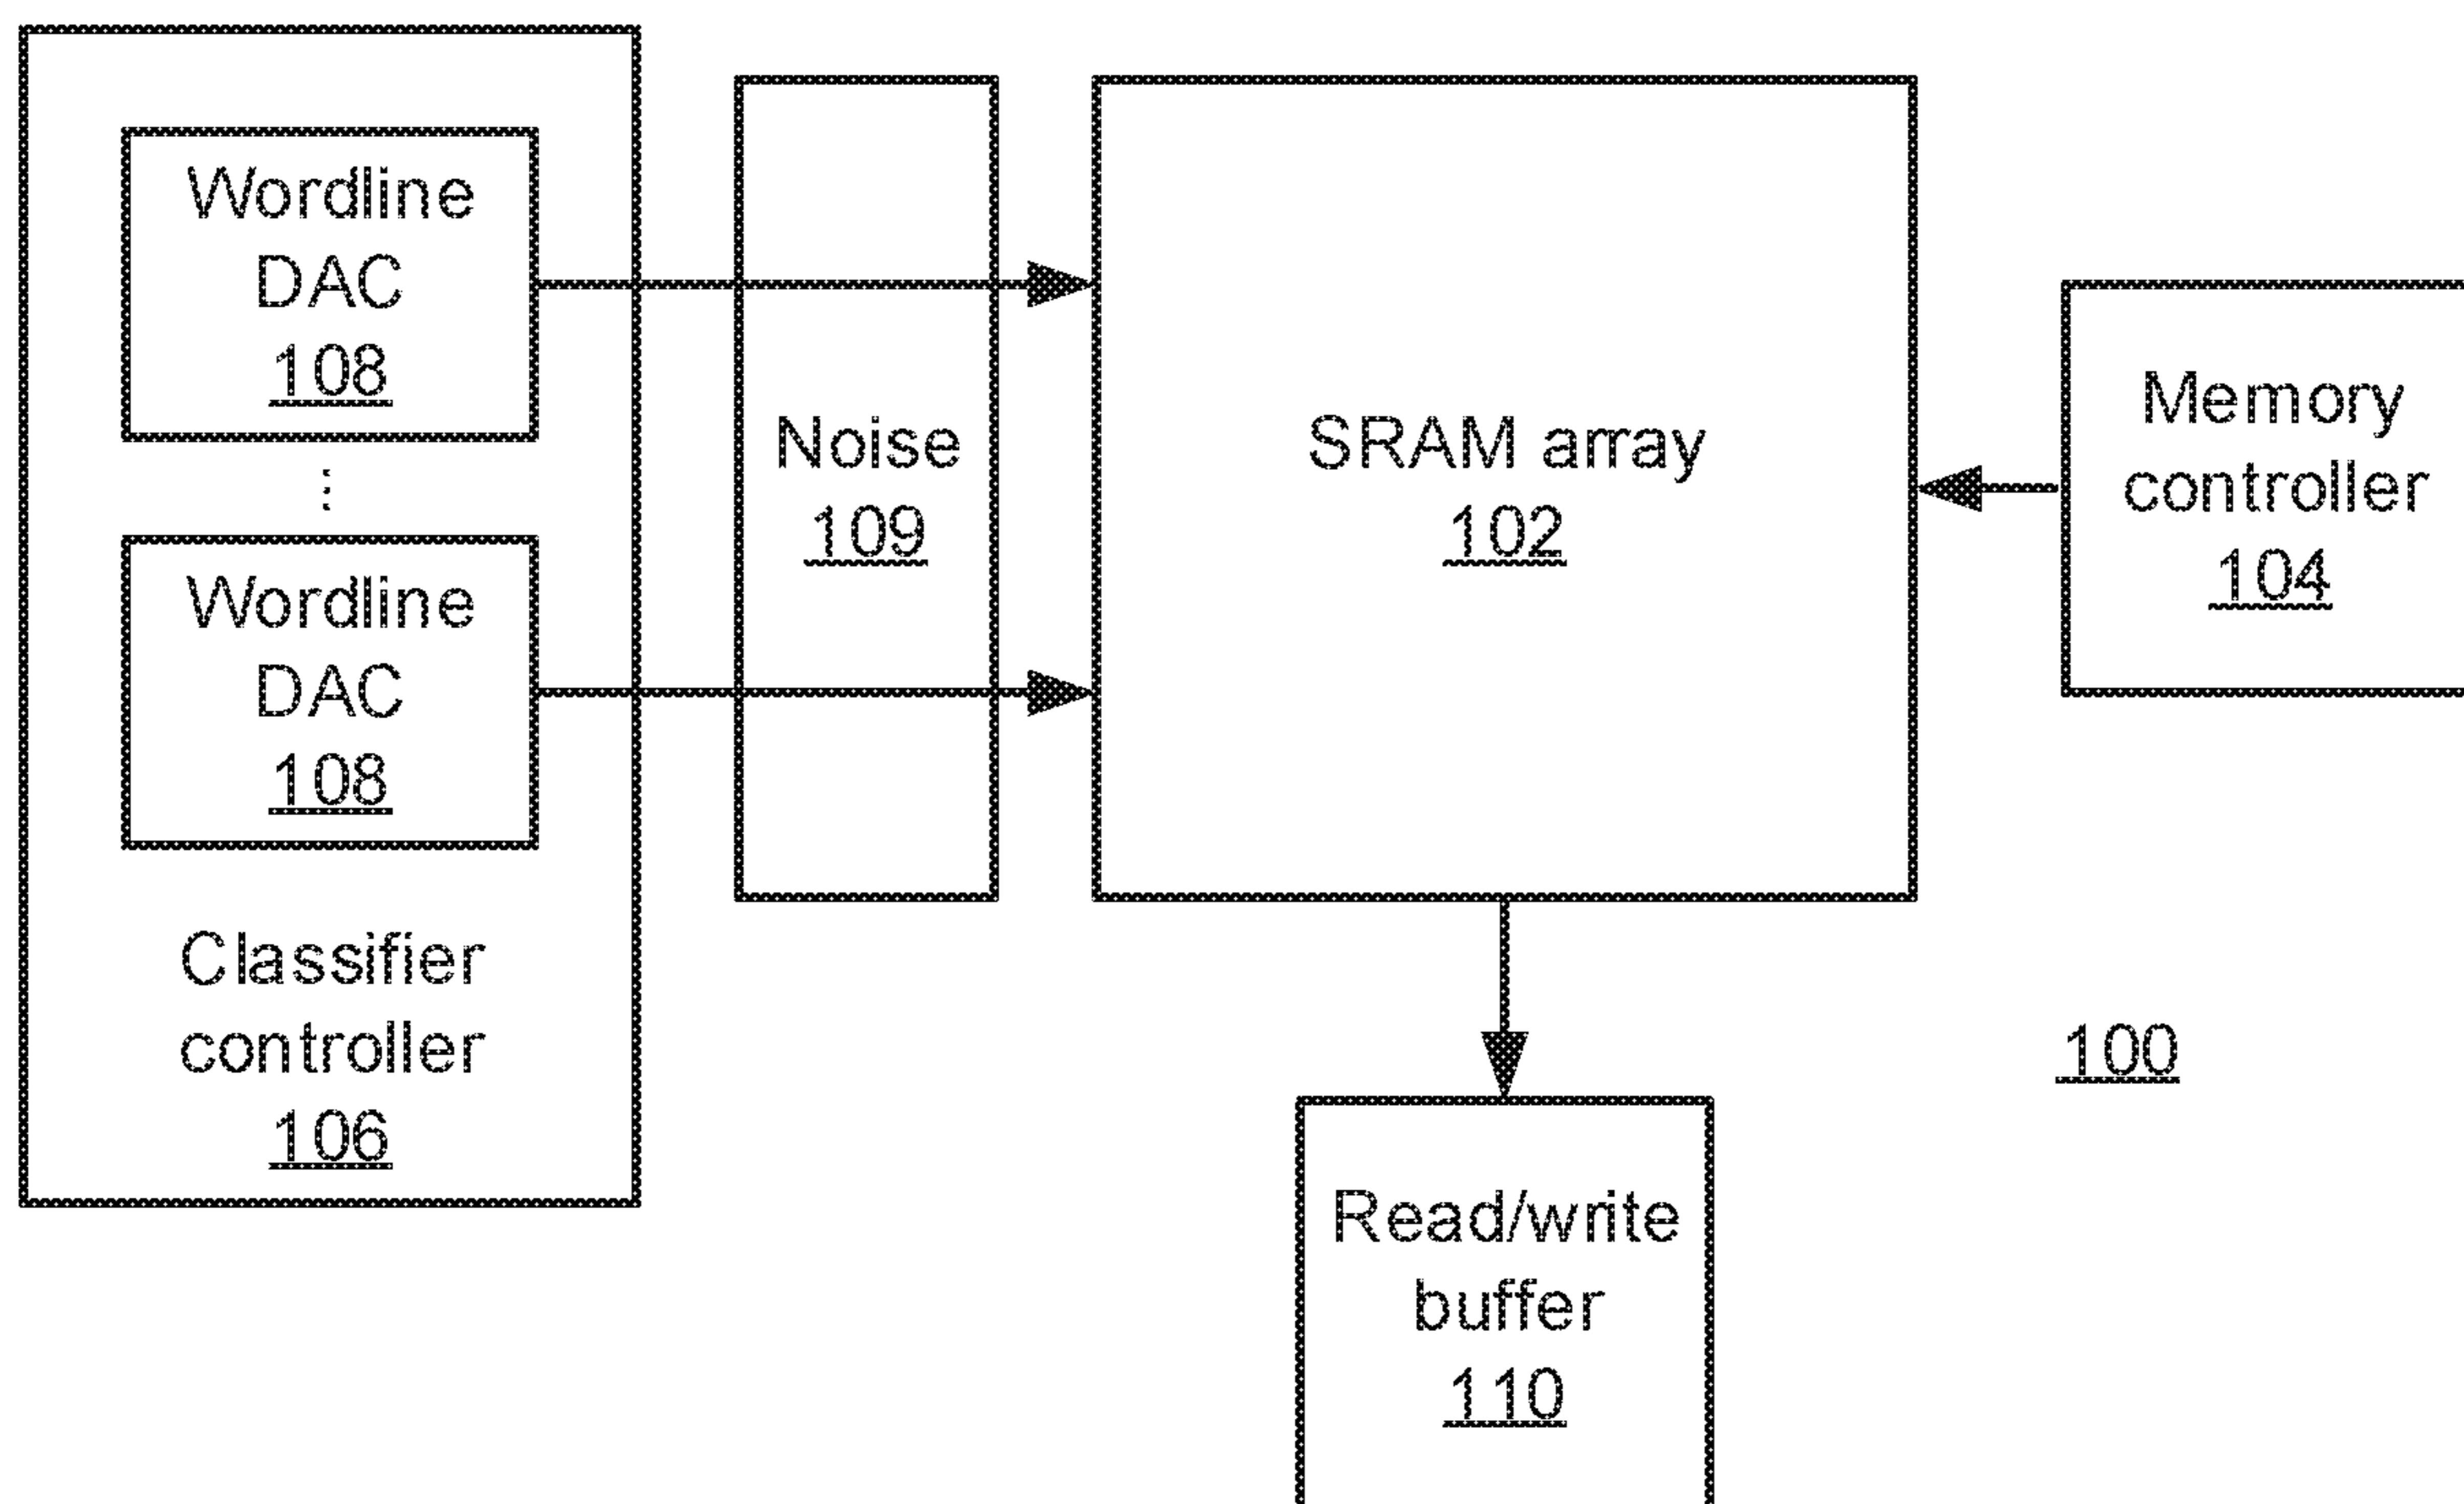 Wordline
DAC
108
⋮
Wordline
DAC
108
Classifier
controller
106
Noise
109
SRAM array
102
Memory
controller
104
Read/write
buffer
110
100